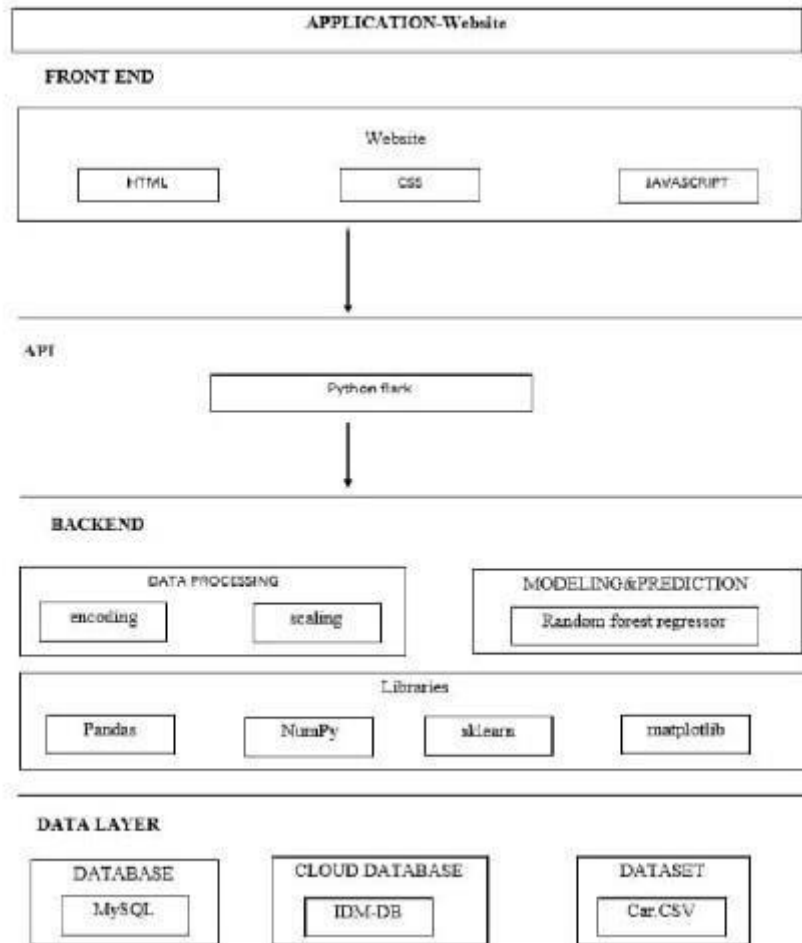 APPLICATION-Website
FRONT END
Website
HTML
CSS
JAVASCRIPT
API
Python flark
BACKEND
DATA PROCESSING
encoding
scaling
MODELING&PREDICTION
Random forest regressor
Libraries
Pandas
NumPy
sklearn
matplotlib
DATA LAYER
DATABASE
MySQL
CLOUD DATABASE
IDM-DB
DATASET
Car.CSV